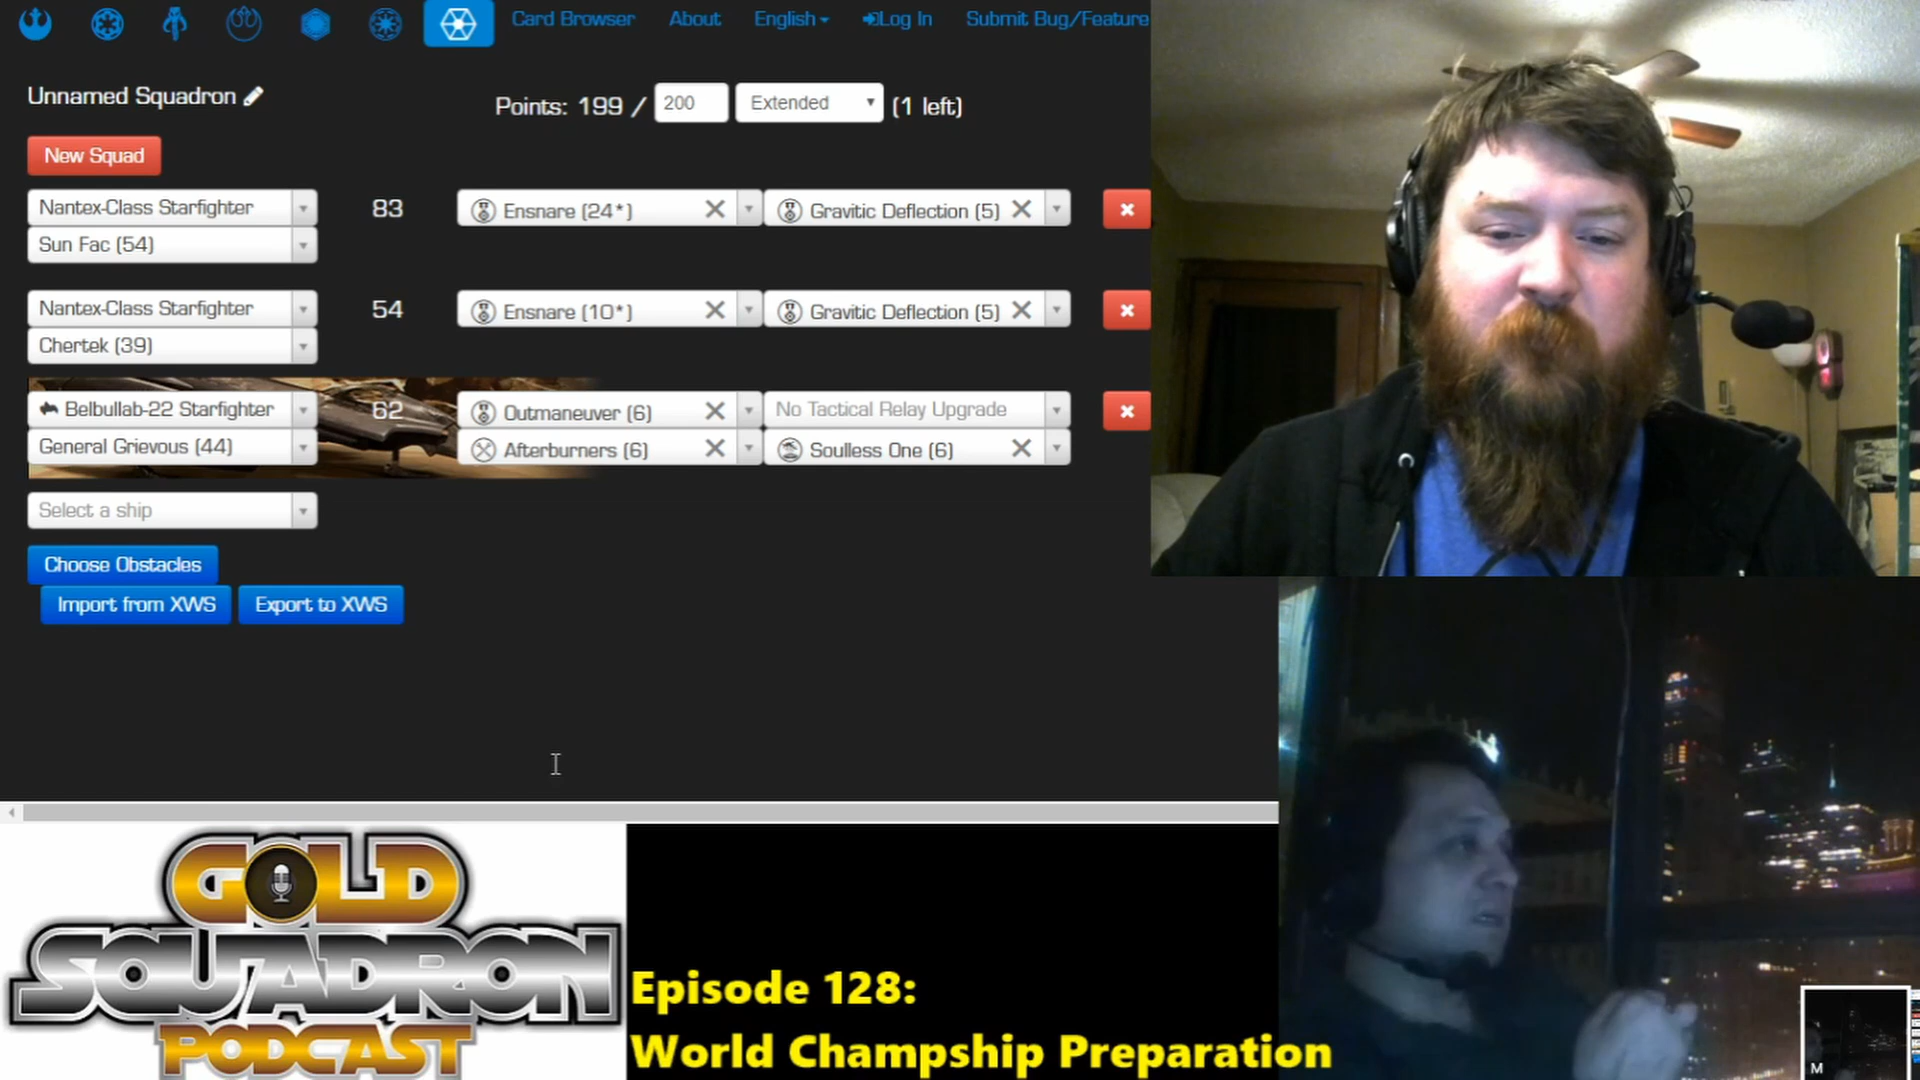 Card Browser About English Log In Submit Bug/Feature
Unnamed Squadron
Points: 199 / 200 Extended (1 left)
New Squad
Nantex-Class Starfighter 83 Ensnare (24*) Gravitic Deflection (5)
Sun Fac (54)
Nantex-Class Starfighter 54 Ensnare (10*) Gravitic Deflection (5)
Chertek (39)
Belbullab-22 Starfighter 62 Outmaneuver (6) No Tactical Relay Upgrade
General Grievous (44) Afterburners (6) Soulless One (6)
Select a ship
Choose Obstacles
Import from XWS Export to XWS
GOLD
SQUADRON
PODCAST
Episode 128:
World Champship Preparation
M